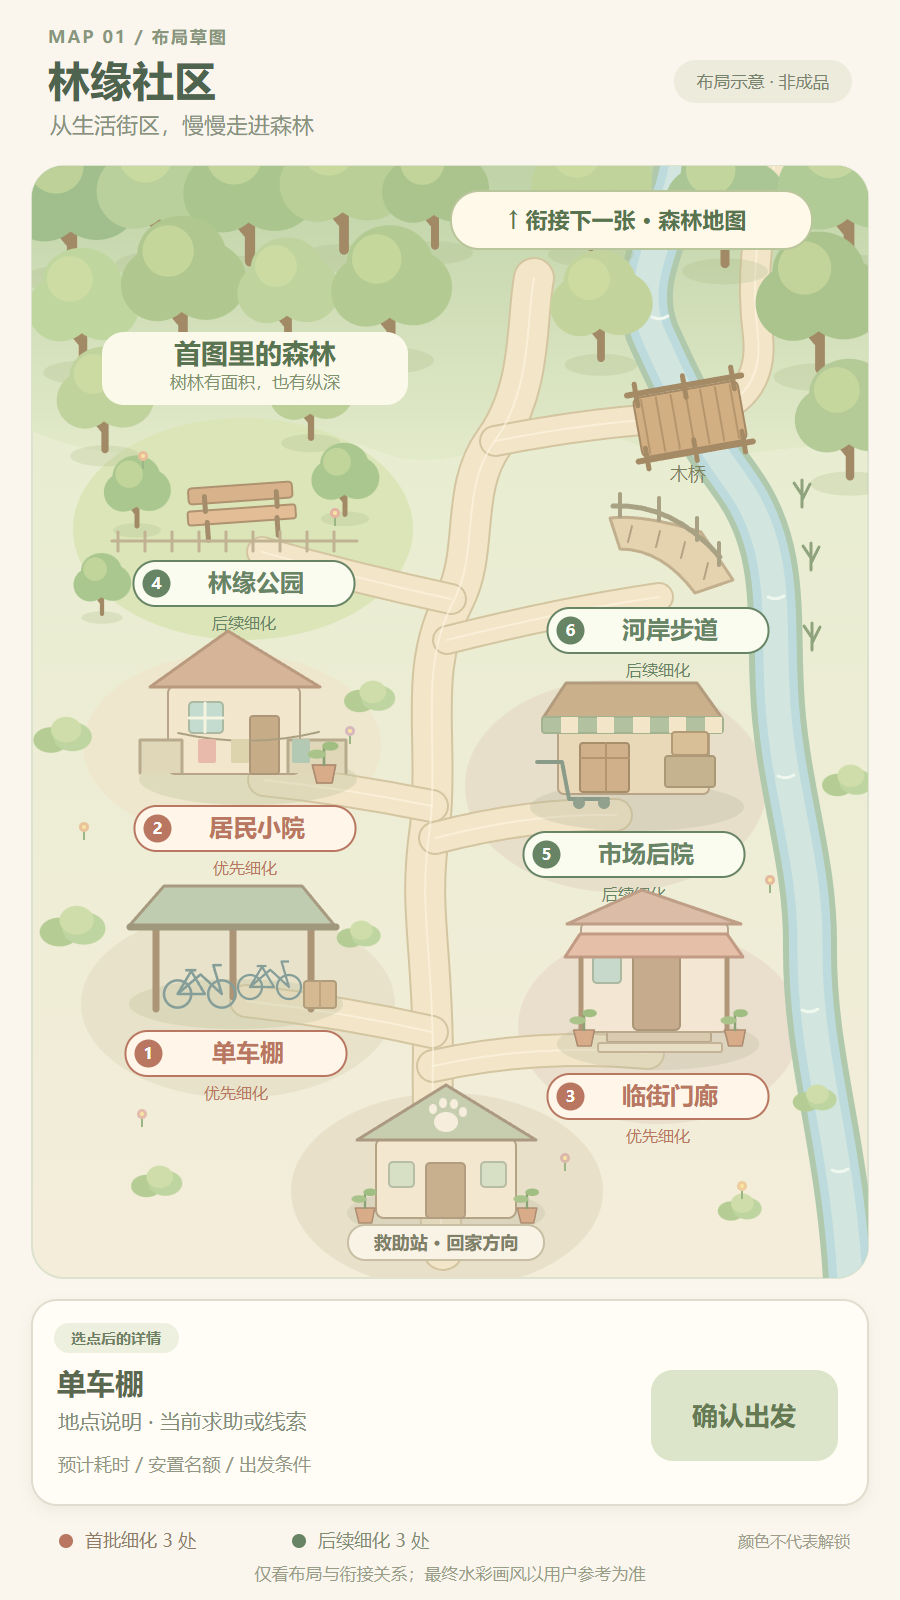 MAP 01 / 布局草图
林缘社区
从生活街区，慢慢走进森林
布局示意 · 非成品
↑ 衔接下一张 · 森林地图
首图里的森林
树林有面积，也有纵深
木桥
4 林缘公园
后续细化
6 河岸步道
后续细化
2 居民小院
优先细化
5 市场后院
后续细化
1 单车棚
优先细化
3 临街门廊
优先细化
救助站 · 回家方向
选点后的详情
单车棚
地点说明 · 当前求助或线索
预计耗时 / 安置名额 / 出发条件
确认出发
首批细化 3 处
后续细化 3 处
颜色不代表解锁
仅看布局与衔接关系；最终水彩画风以用户参考为准